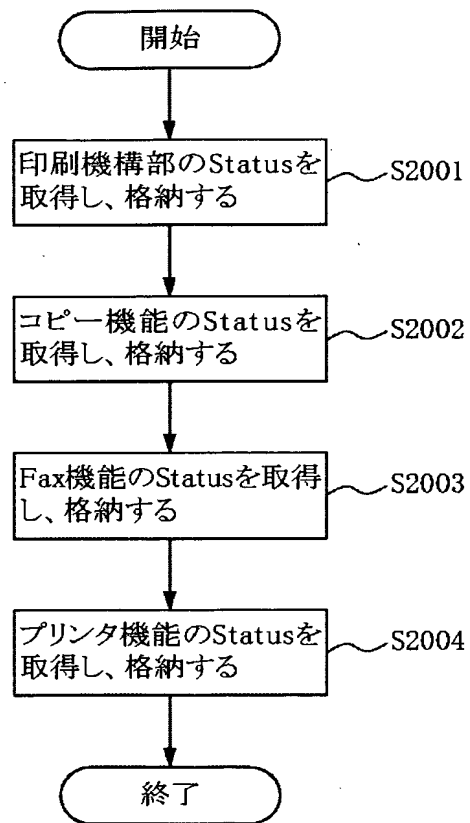 開始
印刷機構部のStatusを
取得し、格納する
S2001
コピー機能のStatusを
取得し、格納する
S2002
Fax機能のStatusを取得
し、格納する
S2003
プリンタ機能のStatusを
取得し、格納する
S2004
終了